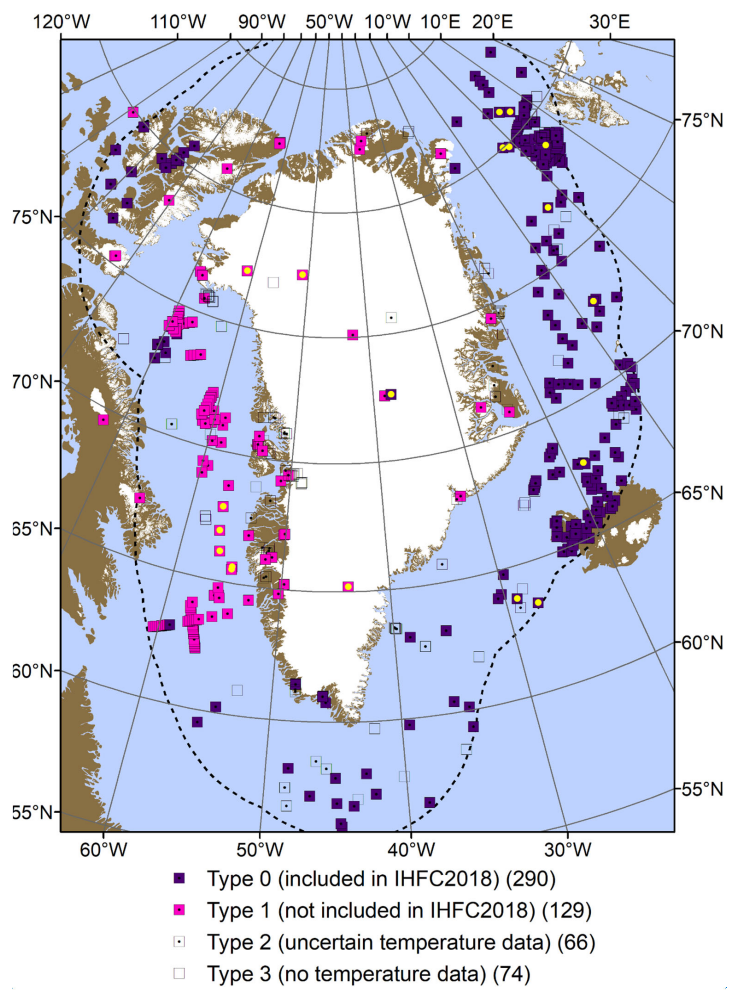 120°W 110°W 90°W 50°W 10°W 10°E 20°E 30°E
75°N
75°N
70°N
70°N
65°N
65°N
60°N
60°N
55°N
55°N
60°W 50°W 40°W 30°W
Type 0 (included in IHFC2018) (290)
Type 1 (not included in IHFC2018) (129)
Type 2 (uncertain temperature data) (66)
Type 3 (no temperature data) (74)